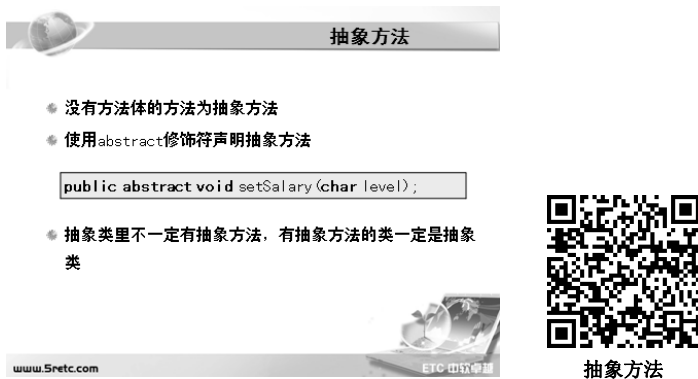 抽象方法
没有方法体的方法为抽象方法
使用abstract修饰符声明抽象方法
public abstract void setSalary(char level);
抽象类里不一定有抽象方法，有抽象方法的类一定是抽象
类
www.5retc.com
ETC 中软卓越
抽象方法